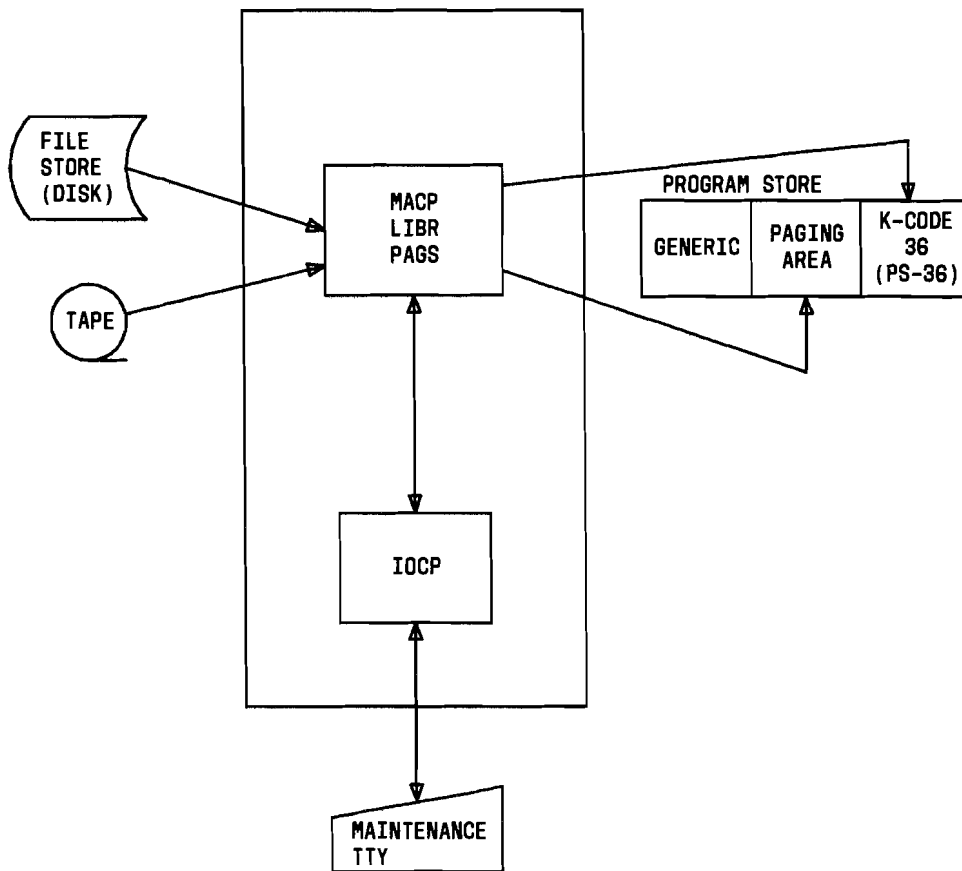 FILE
STORE
(DISK)
TAPE
MACP
LIBR
PAGS
PROGRAM STORE
GENERIC
PAGING
AREA
K-CODE
36
(PS-36)
IOCP
MAINTENANCE
TTY